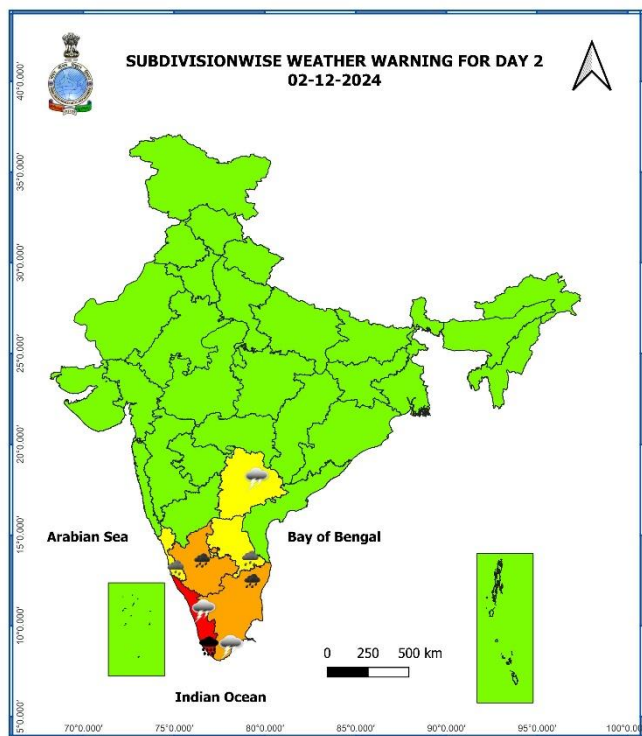 SUBDIVISIONWISE WEATHER WARNING FOR DAY 2
02-12-2024
40°0.000'
35°0.000'
30°0.000'
25°0.000'
20°0.000'
15°0.000'
10°0.000'
5°0.000'
Arabian Sea
Bay of Bengal
0 250 500 km
Indian Ocean
70°0.000' 75°0.000' 80°0.000' 85°0.000' 90°0.000' 95°0.000' 100°0.000'